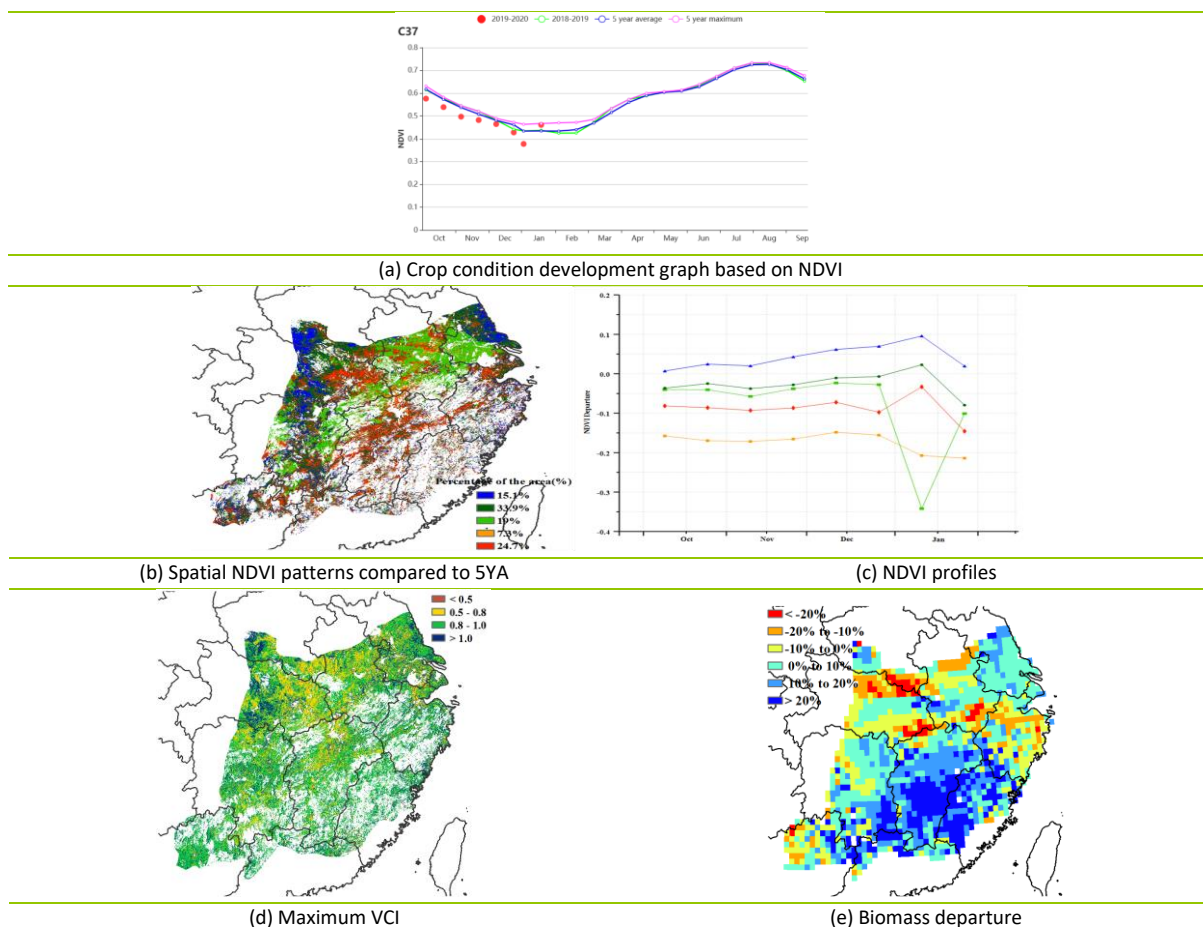 2019-2020 2018-2019 5 year average 5 year maximum
C37
0.8
0.7
0.6
0.5
0.4
0.3
0.2
0.1
0
NDVI
Oct Nov Dec Jan Feb Mar Apr May Jun Jul Aug Sep
(a) Crop condition development graph based on NDVI
Percentage of the area(%)
15.1%
33.9%
19%
7.3%
24.7%
0.2
0.1
0.0
-0.1
-0.2
-0.3
-0.4
NDVI Departure
Oct Nov Dec Jan
(b) Spatial NDVI patterns compared to 5YA
(c) NDVI profiles
< 0.5
0.5 - 0.8
0.8 - 1.0
> 1.0
< -20%
-20% to -10%
-10% to 0%
0% to 10%
10% to 20%
> 20%
(d) Maximum VCI
(e) Biomass departure